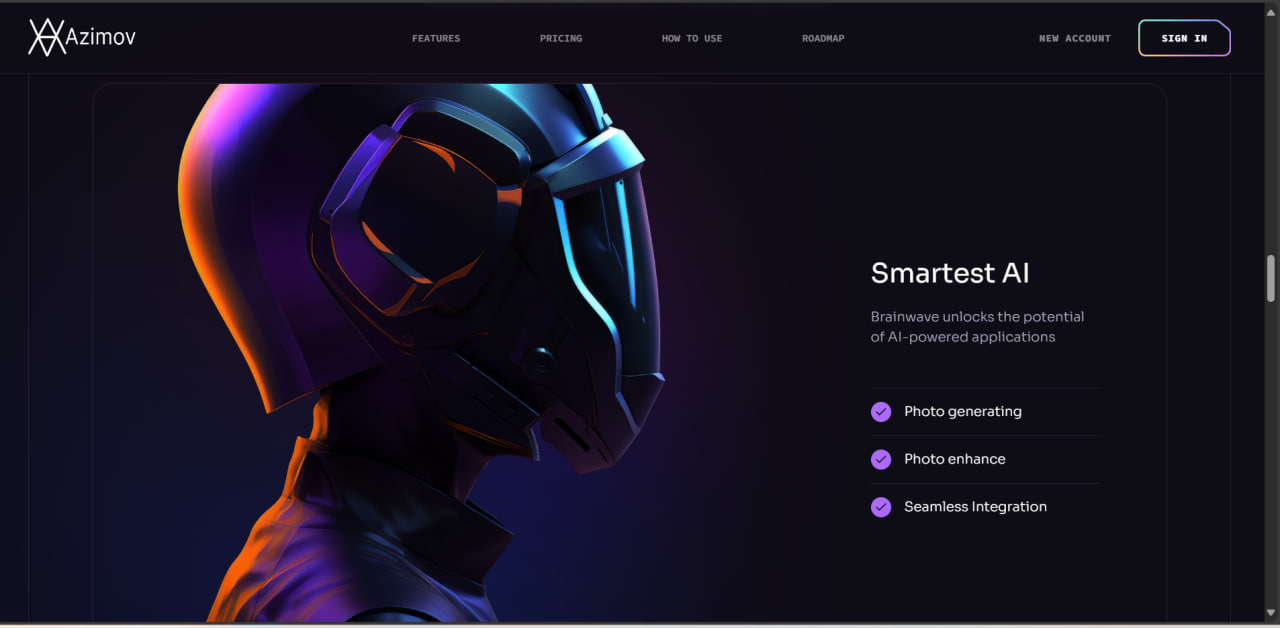 Azimov
FEATURES
PRICING
HOW TO USE
ROADMAP
NEW ACCOUNT
SIGN IN
Smartest AI
Brainwave unlocks the potential
of AI-powered applications
Photo generating
Photo enhance
Seamless Integration